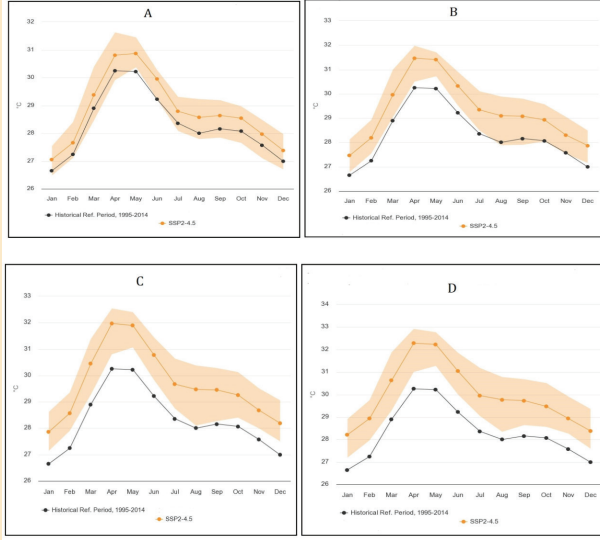 A
32
31
30
29
28
27
26
°C
Jan Feb Mar Apr May Jun Jul Aug Sep Oct Nov Dec
Historical Ref. Period, 1995-2014
SSP2-4.5
B
33
32
31
30
29
28
27
26
°C
Jan Feb Mar Apr May Jun Jul Aug Sep Oct Nov Dec
Historical Ref. Period, 1995-2014
SSP2-4.5
C
33
32
31
30
29
28
27
26
°C
Jan Feb Mar Apr May Jun Jul Aug Sep Oct Nov Dec
Historical Ref. Period, 1995-2014
SSP2-4.5
D
34
33
32
31
30
29
28
27
26
°C
Jan Feb Mar Apr May Jun Jul Aug Sep Oct Nov Dec
Historical Ref. Period, 1995-2014
SSP2-4.5